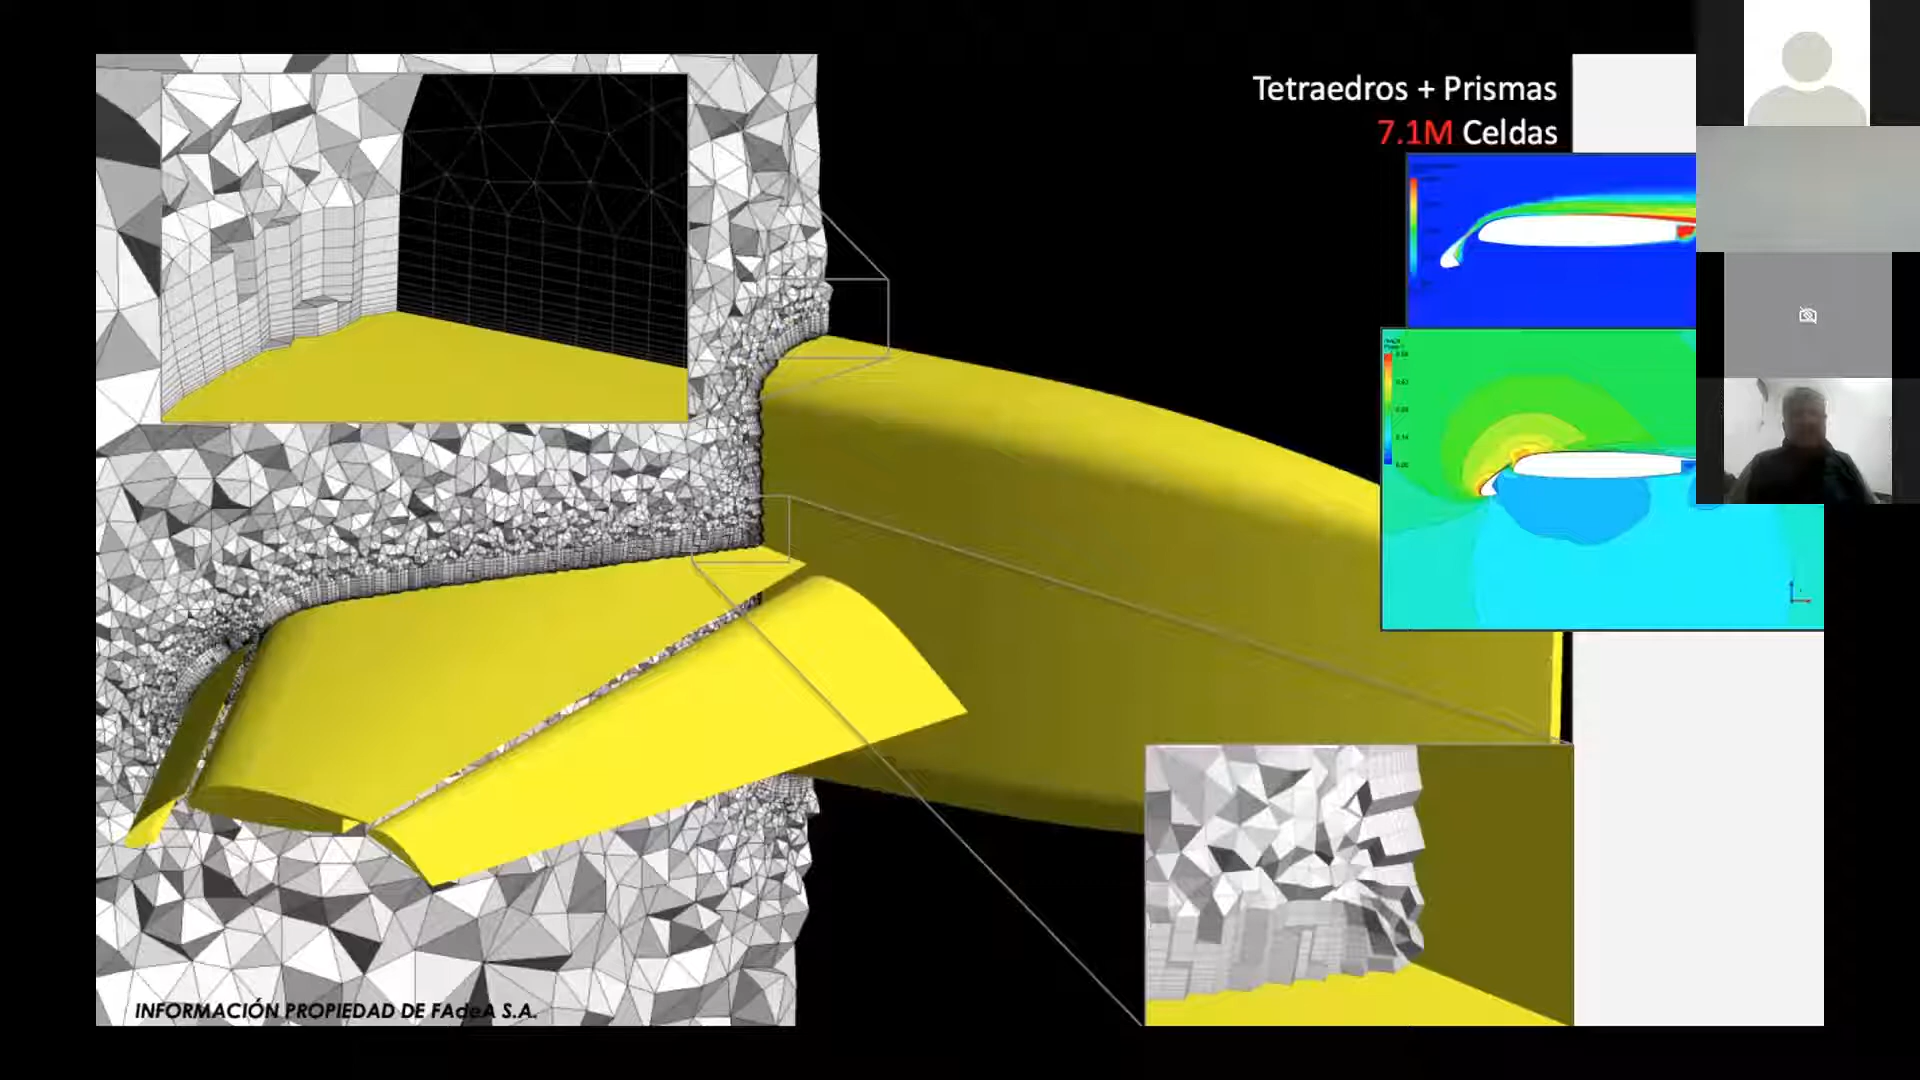 Tetraedros + Prismas
7.1M Celdas
INFORMACIÓN PROPIEDAD DE FAdeA S.A.